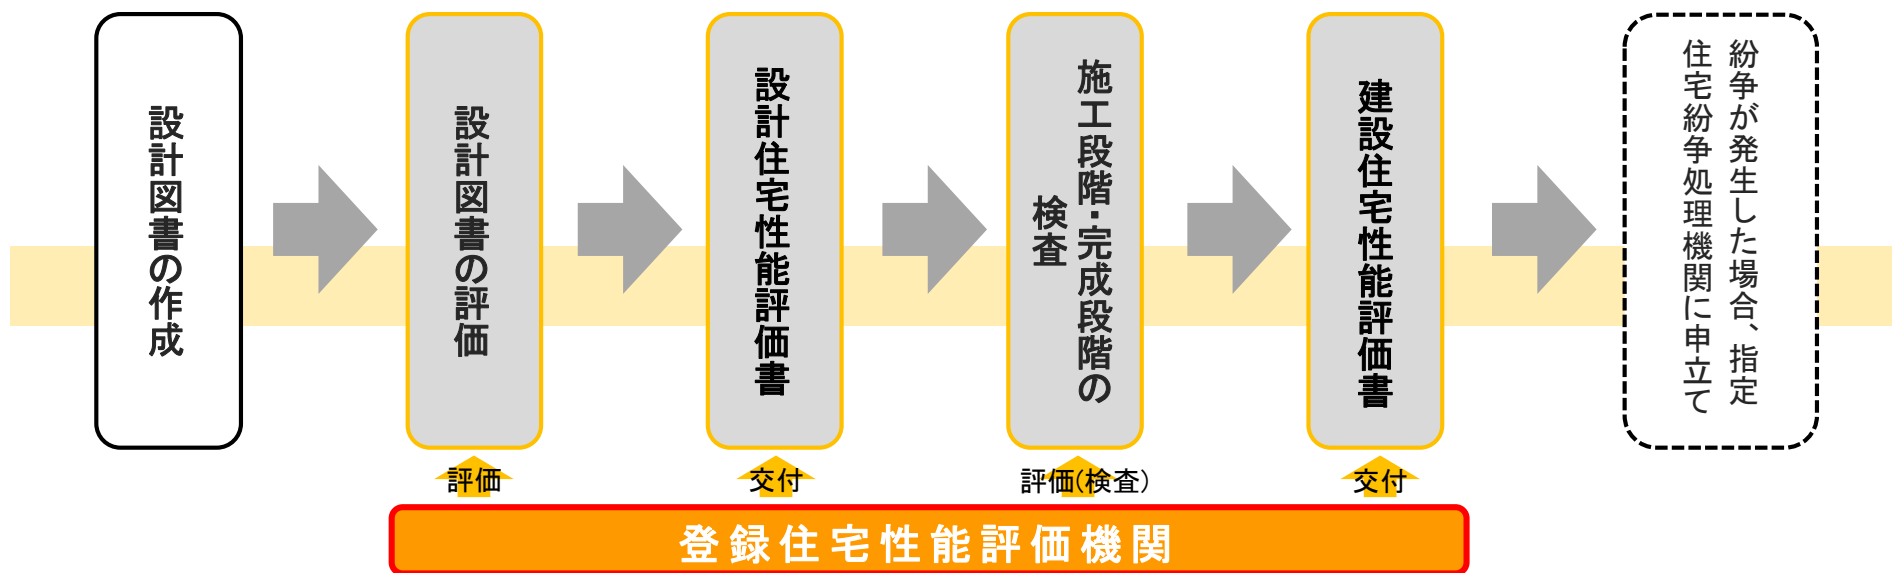 設計図書の作成
設計図書の評価
設計住宅性能評価書
施工段階・完成段階の
検査
建設住宅性能評価書
紛争が発生した場合、指定
住宅紛争処理機関に申立て
評価
交付
評価(検査)
交付
登録住宅性能評価機関